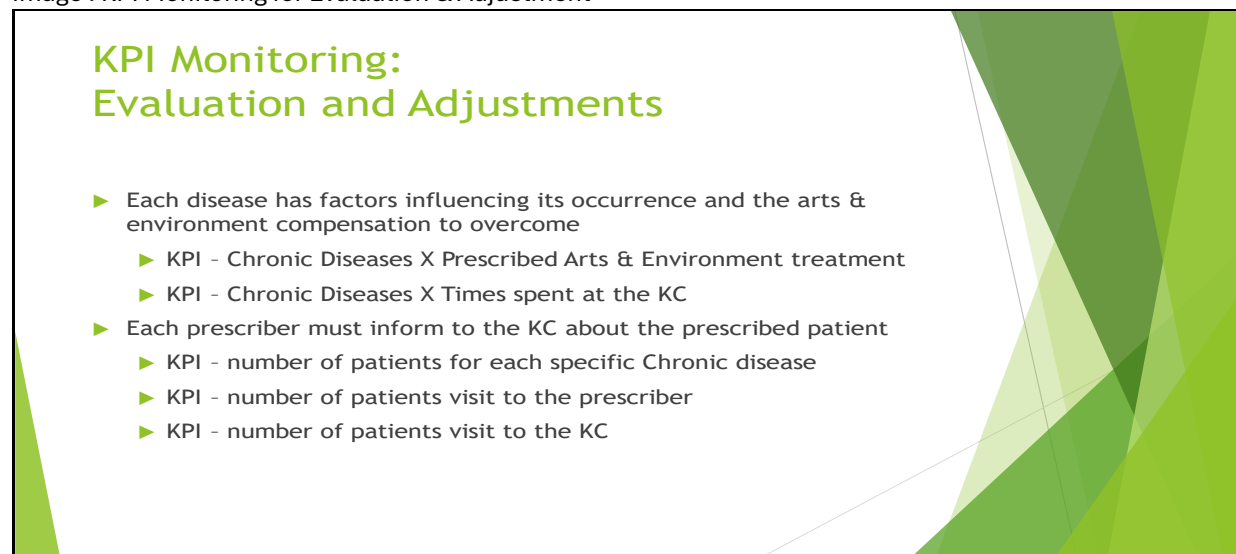 KPI Monitoring:
Evaluation and Adjustments
Each disease has factors influencing its occurrence and the arts &
environment compensation to overcome
KPI – Chronic Diseases X Prescribed Arts & Environment treatment
KPI – Chronic Diseases X Times spent at the KC
Each prescriber must inform to the KC about the prescribed patient
KPI – number of patients for each specific Chronic disease
KPI – number of patients visit to the prescriber
KPI – number of patients visit to the KC